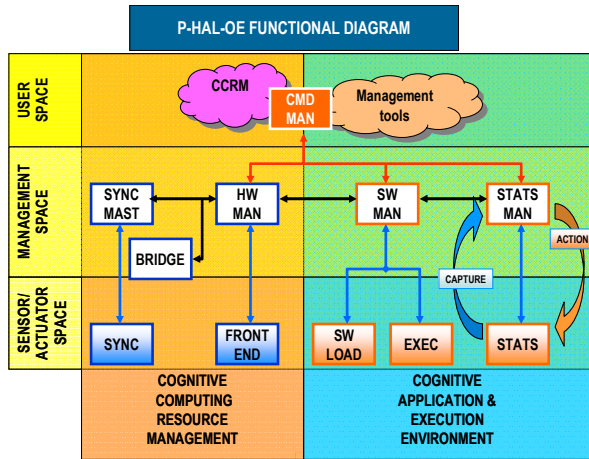 P-HAL-OE FUNCTIONAL DIAGRAM
USER
SPACE
CCRM
CMD
MAN
Management
tools
MANAGEMENT
SPACE
SYNC
MAST
HW
MAN
SW
MAN
STATS
MAN
BRIDGE
ACTION
CAPTURE
SENSOR/
ACTUATOR
SPACE
SYNC
FRONT
END
SW
LOAD
EXEC
STATS
COGNITIVE
COMPUTING
RESOURCE
MANAGEMENT
COGNITIVE
APPLICATION &
EXECUTION
ENVIRONMENT